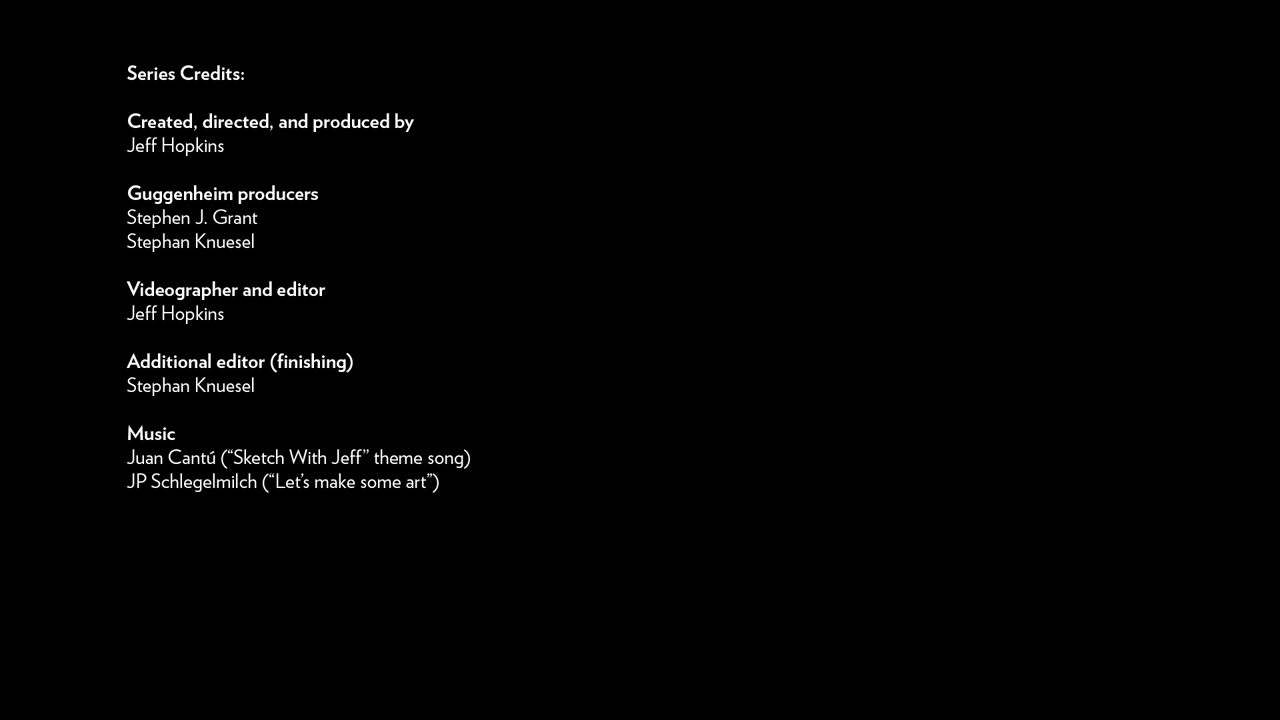 Series Credits:
Created, directed, and produced by
Jeff Hopkins
Guggenheim producers
Stephen J. Grant
Stephan Knuesel
Videographer and editor
Jeff Hopkins
Additional editor (finishing)
Stephan Knuesel
Music
Juan Cantú (“Sketch With Jeff” theme song)
JP Schlegelmilch (“Let’s make some art”)